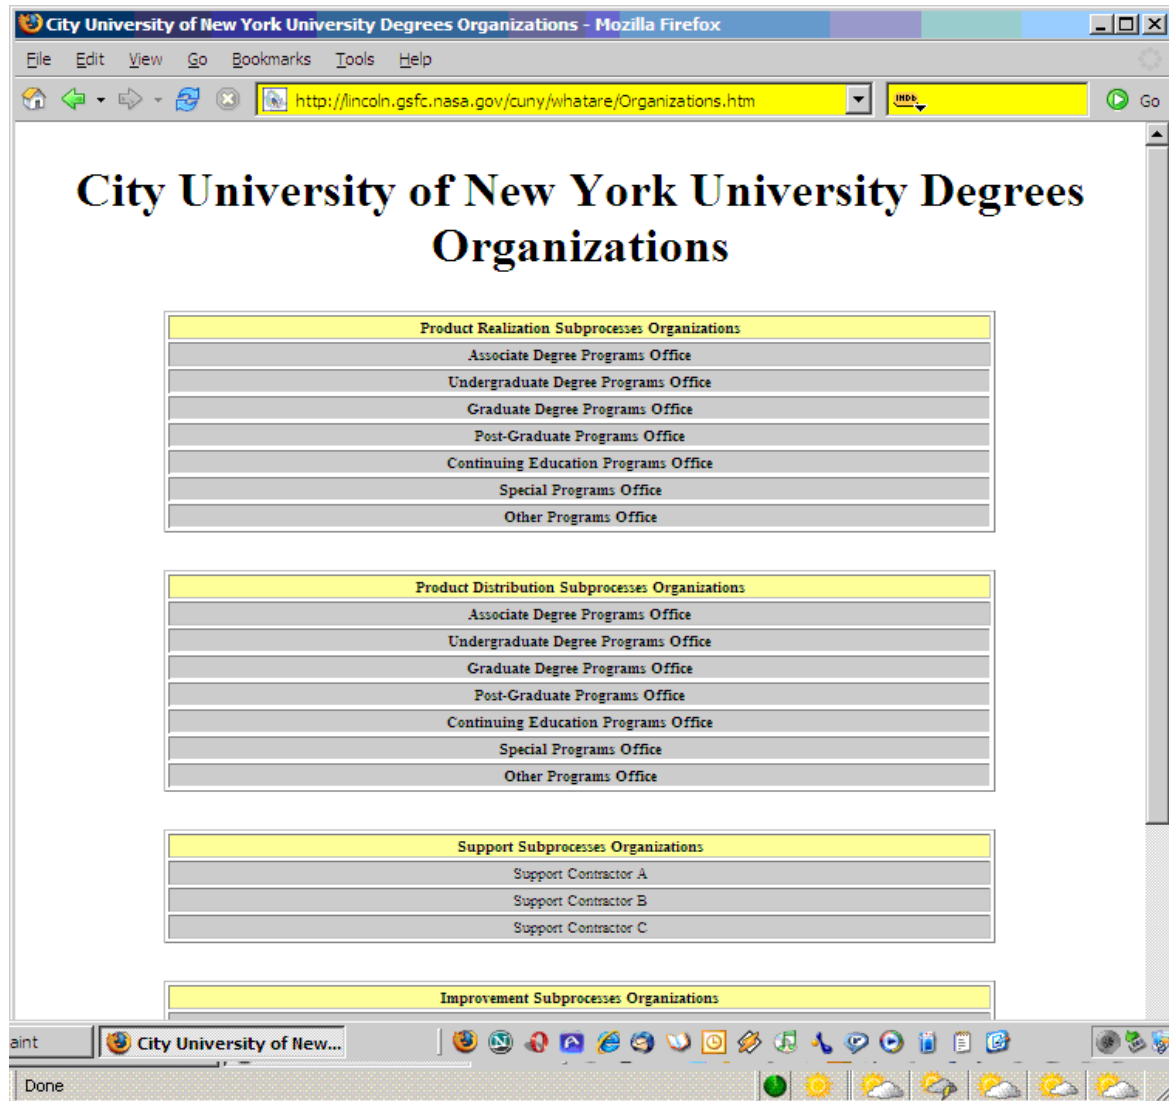 City University of New York University Degrees Organizations - Mozilla Firefox
File Edit View Go Bookmarks Tools Help
http://lincoln.gsfc.nasa.gov/cuny/whatare/Organizations.htm IMDb Go
City University of New York University Degrees
Organizations
Product Realization Subprocesses Organizations
Associate Degree Programs Office
Undergraduate Degree Programs Office
Graduate Degree Programs Office
Post-Graduate Programs Office
Continuing Education Programs Office
Special Programs Office
Other Programs Office
Product Distribution Subprocesses Organizations
Associate Degree Programs Office
Undergraduate Degree Programs Office
Graduate Degree Programs Office
Post-Graduate Programs Office
Continuing Education Programs Office
Special Programs Office
Other Programs Office
Support Subprocesses Organizations
Support Contractor A
Support Contractor B
Support Contractor C
Improvement Subprocesses Organizations
aint City University of New...
Done